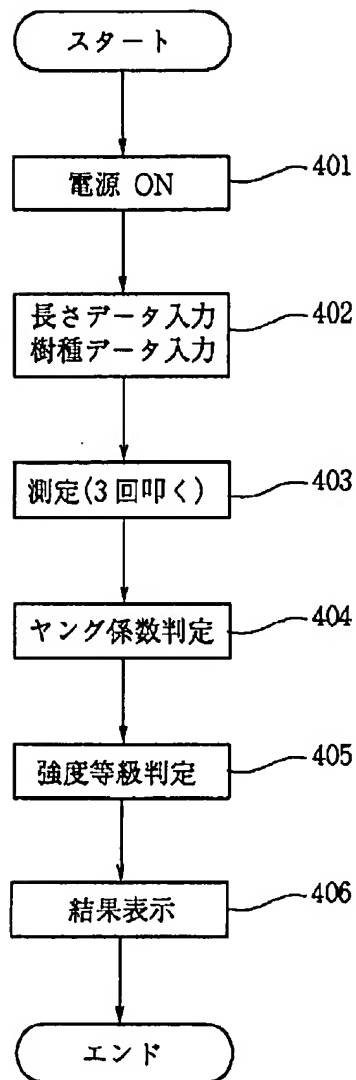 スタート
電源 ON
401
長さデータ入力
樹種データ入力
402
測定(3回叩く)
403
ヤング係数判定
404
強度等級判定
405
結果表示
406
エンド